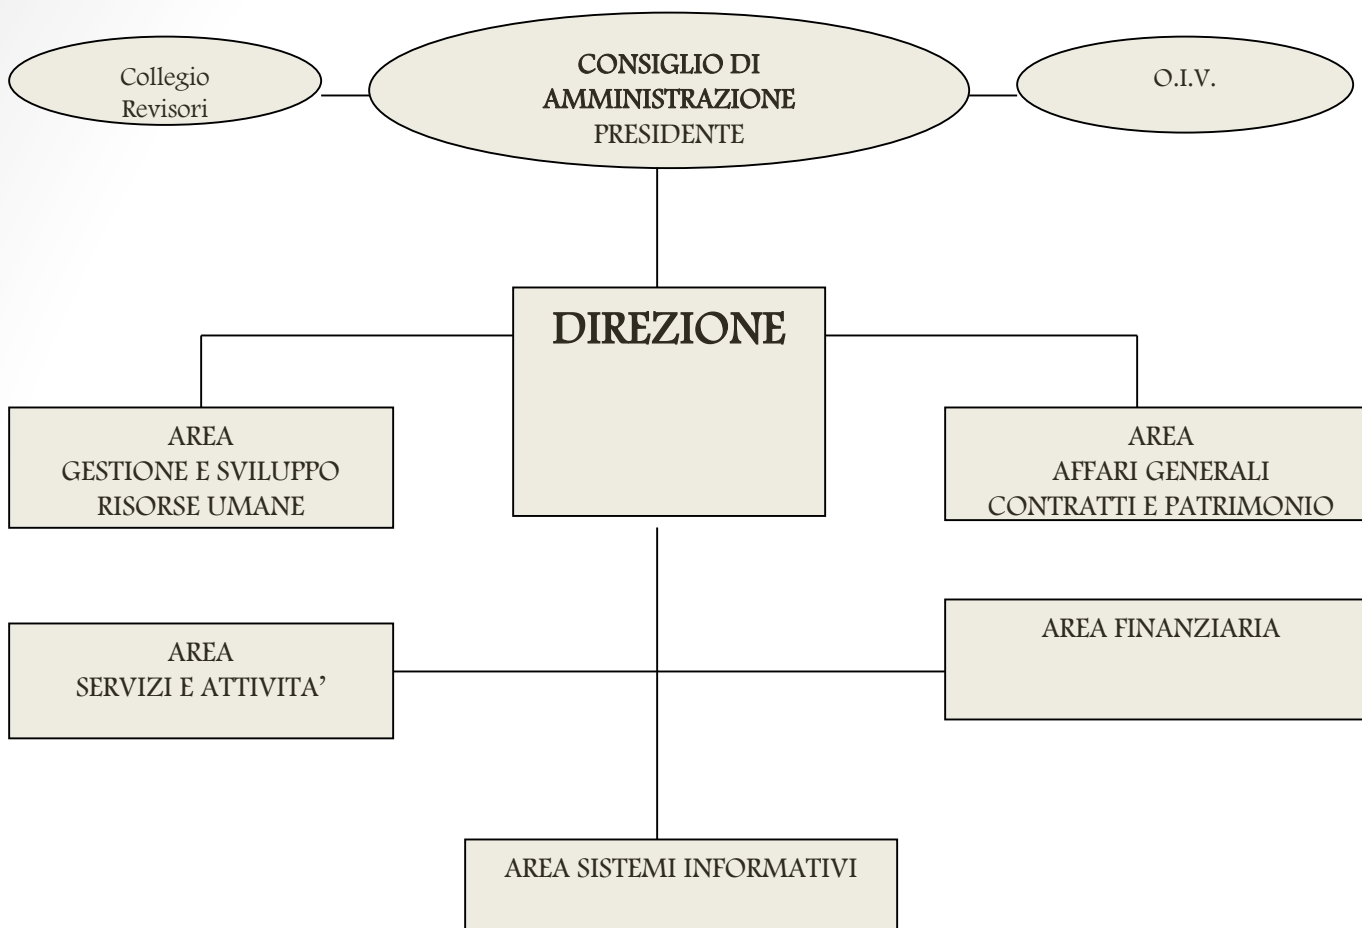 Collegio
Revisori
CONSIGLIO DI
AMMINISTRAZIONE
PRESIDENTE
O.I.V.
DIREZIONE
AREA
GESTIONE E SVILUPPO
RISORSE UMANE
AREA
AFFARI GENERALI
CONTRATTI E PATRIMONIO
AREA
SERVIZI E ATTIVITA’
AREA FINANZIARIA
AREA SISTEMI INFORMATIVI